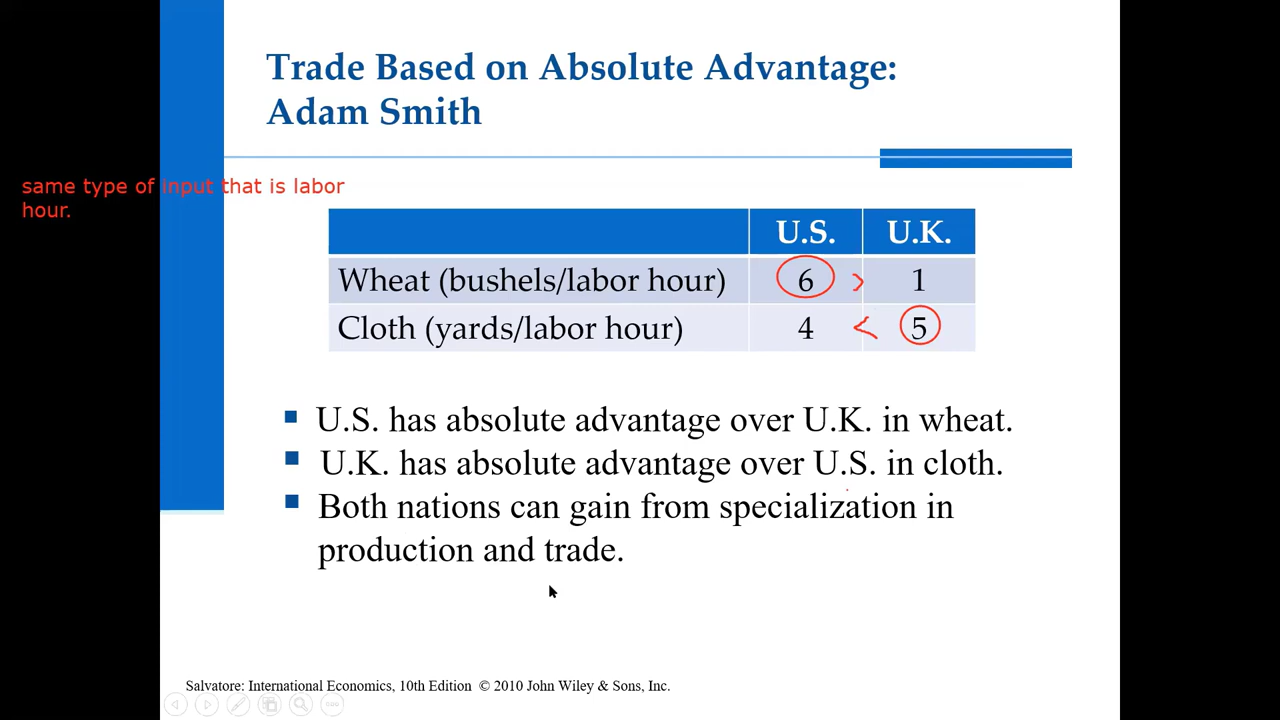 Trade Based on Absolute Advantage:
Adam Smith
same type of input that is labor
hour.
U.S. U.K.
Wheat (bushels/labor hour) 6 > 1
Cloth (yards/labor hour) 4 < 5
U.S. has absolute advantage over U.K. in wheat.
U.K. has absolute advantage over U.S. in cloth.
Both nations can gain from specialization in
production and trade.
Salvatore: International Economics, 10th Edition © 2010 John Wiley & Sons, Inc.